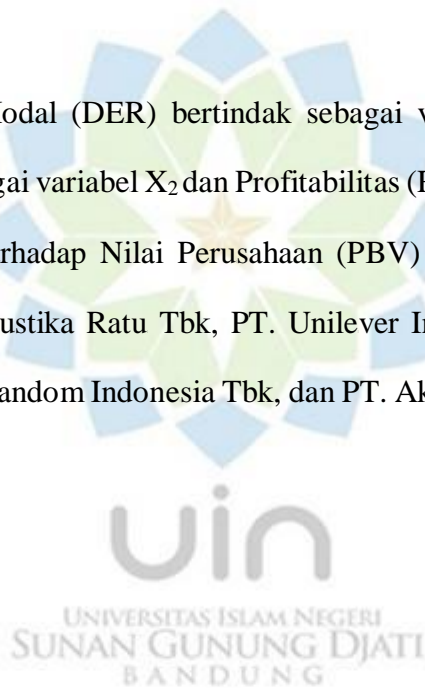 odal (DER) bertindak sebagai v
gai variabel X₂ dan Profitabilitas (
rhadap Nilai Perusahaan (PBV)
ustika Ratu Tbk, PT. Unilever In
andom Indonesia Tbk, dan PT. Ak
uin
UNIVERSITAS ISLAM NEGERI
SUNAN GUNUNG DJATI
BANDUNG